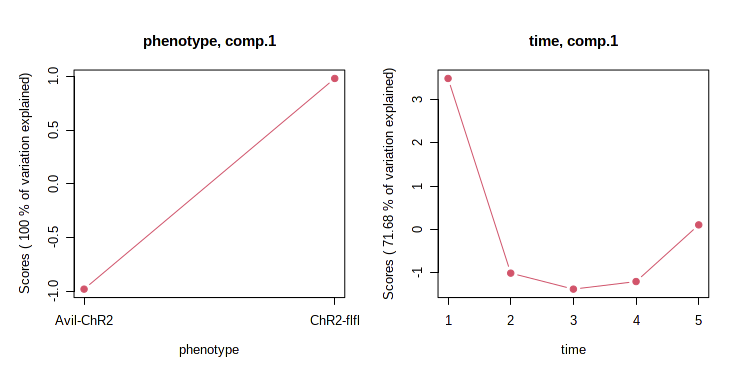 phenotype, comp.1
Scores ( 100 % of variation explained)
1.0
0.5
0.0
-0.5
-1.0
Avil-ChR2
ChR2-flfl
phenotype
time, comp.1
Scores ( 71.68 % of variation explained)
3
2
1
0
-1
1
2
3
4
5
time